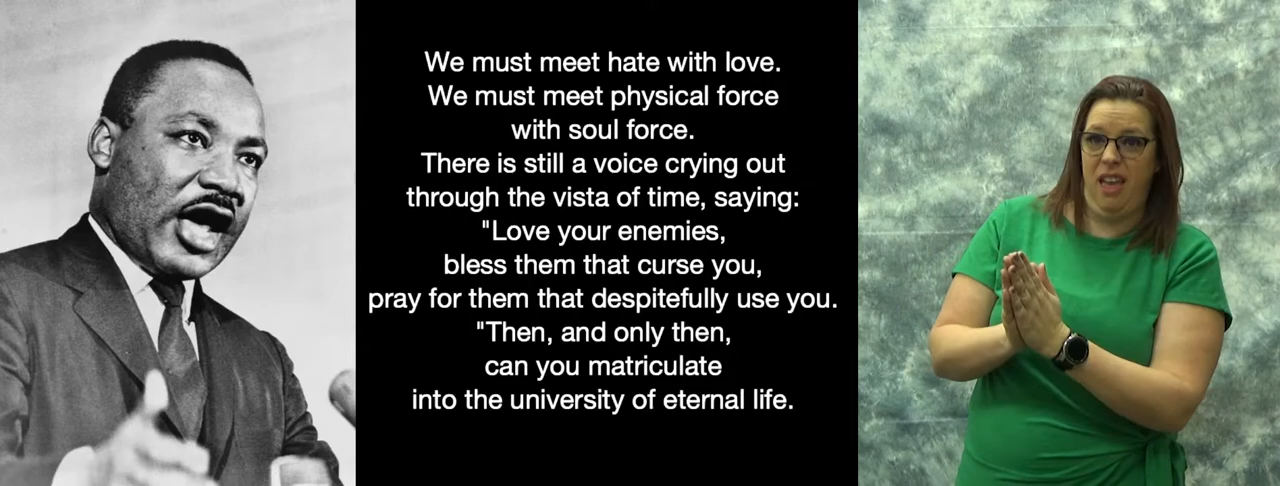 We must meet hate with love.
We must meet physical force
with soul force.
There is still a voice crying out
through the vista of time, saying:
"Love your enemies,
bless them that curse you,
pray for them that despitefully use you.
"Then, and only then,
can you matriculate
into the university of eternal life.